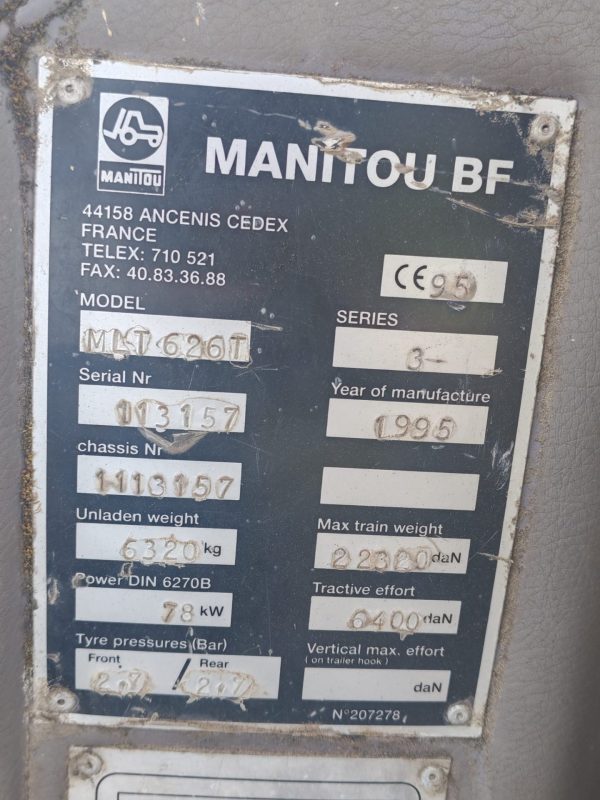 MANITOU
MANITOU BF
44158 ANCENIS CEDEX
FRANCE
TELEX: 710 521
FAX: 40.83.36.88
CE 95
MODEL
MLT 626T
SERIES
3-
Serial Nr
113157
Year of manufacture
1995
chassis Nr
1113157
Unladen weight
6320 kg
Max train weight
22320 daN
Power DIN 6270B
78 kW
Tractive effort
6400 daN
Tyre pressures (Bar)
Front / Rear
2.7 / 2.7
Vertical max. effort
(on trailer hook)
daN
N°207278